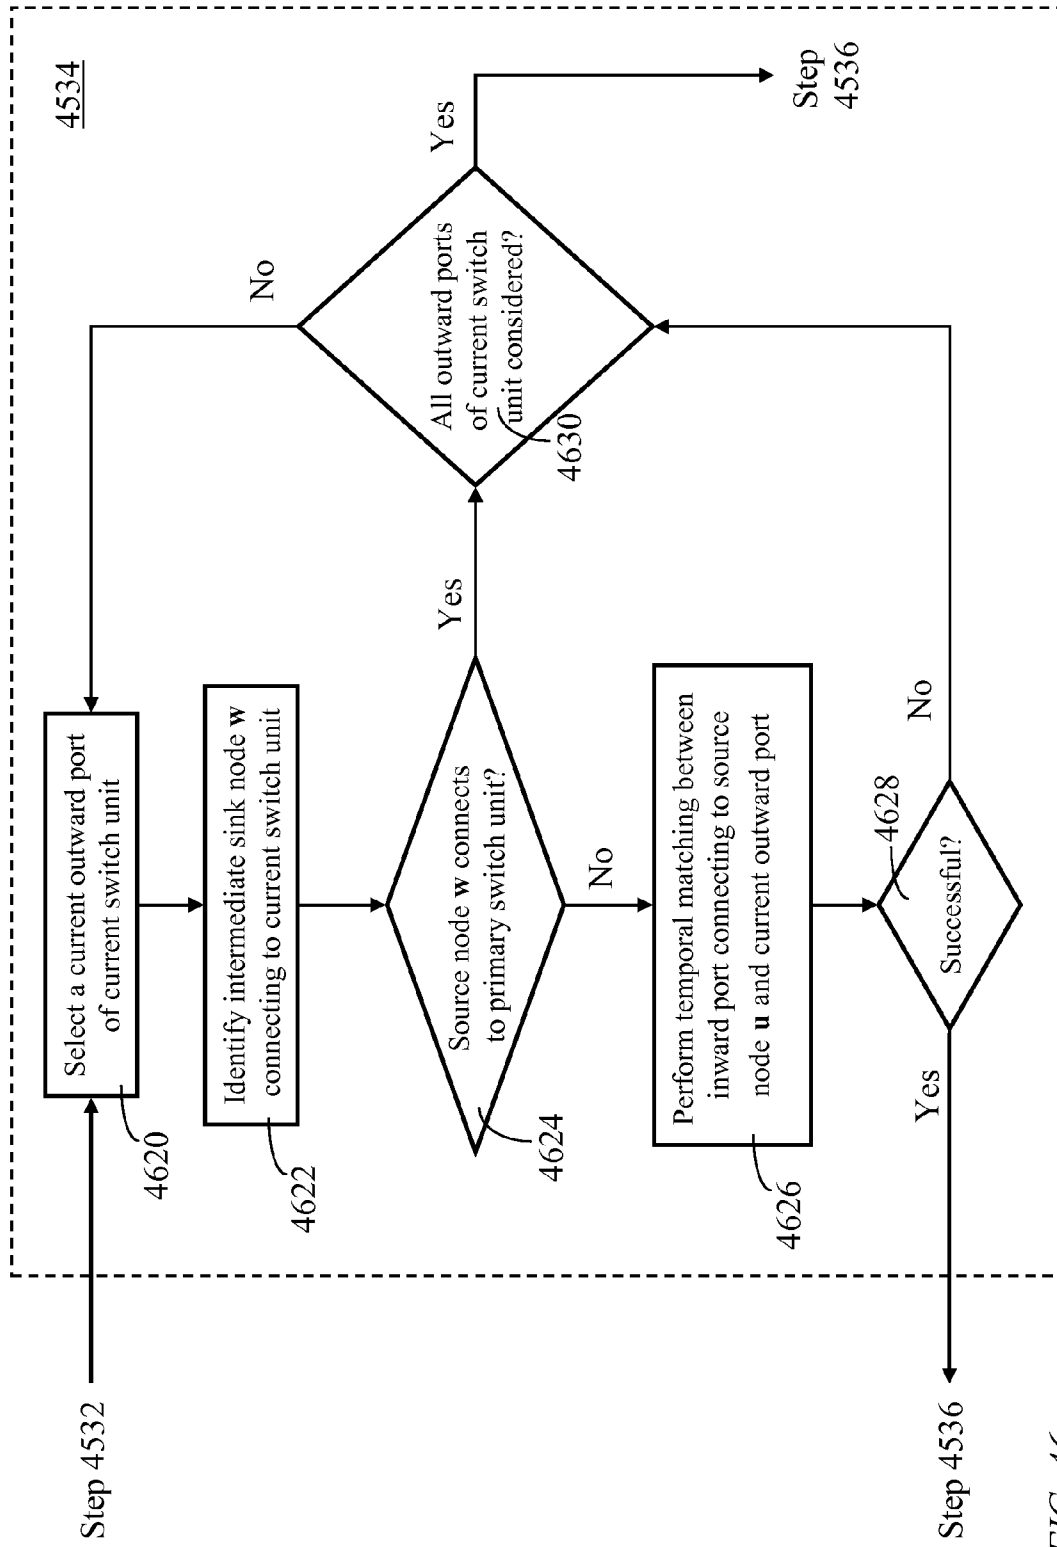 4534
Step 4532
Select a current outward port
of current switch unit
4620
Identify intermediate sink node w
connecting to current switch unit
4622
Source node w connects
to primary switch unit?
4624
Yes
No
All outward ports
of current switch
unit considered?
4630
No
Yes
Step
4536
Perform temporal matching between
inward port connecting to source
node u and current outward port
4626
Successful?
4628
No
Yes
Step 4536
FIG. 46